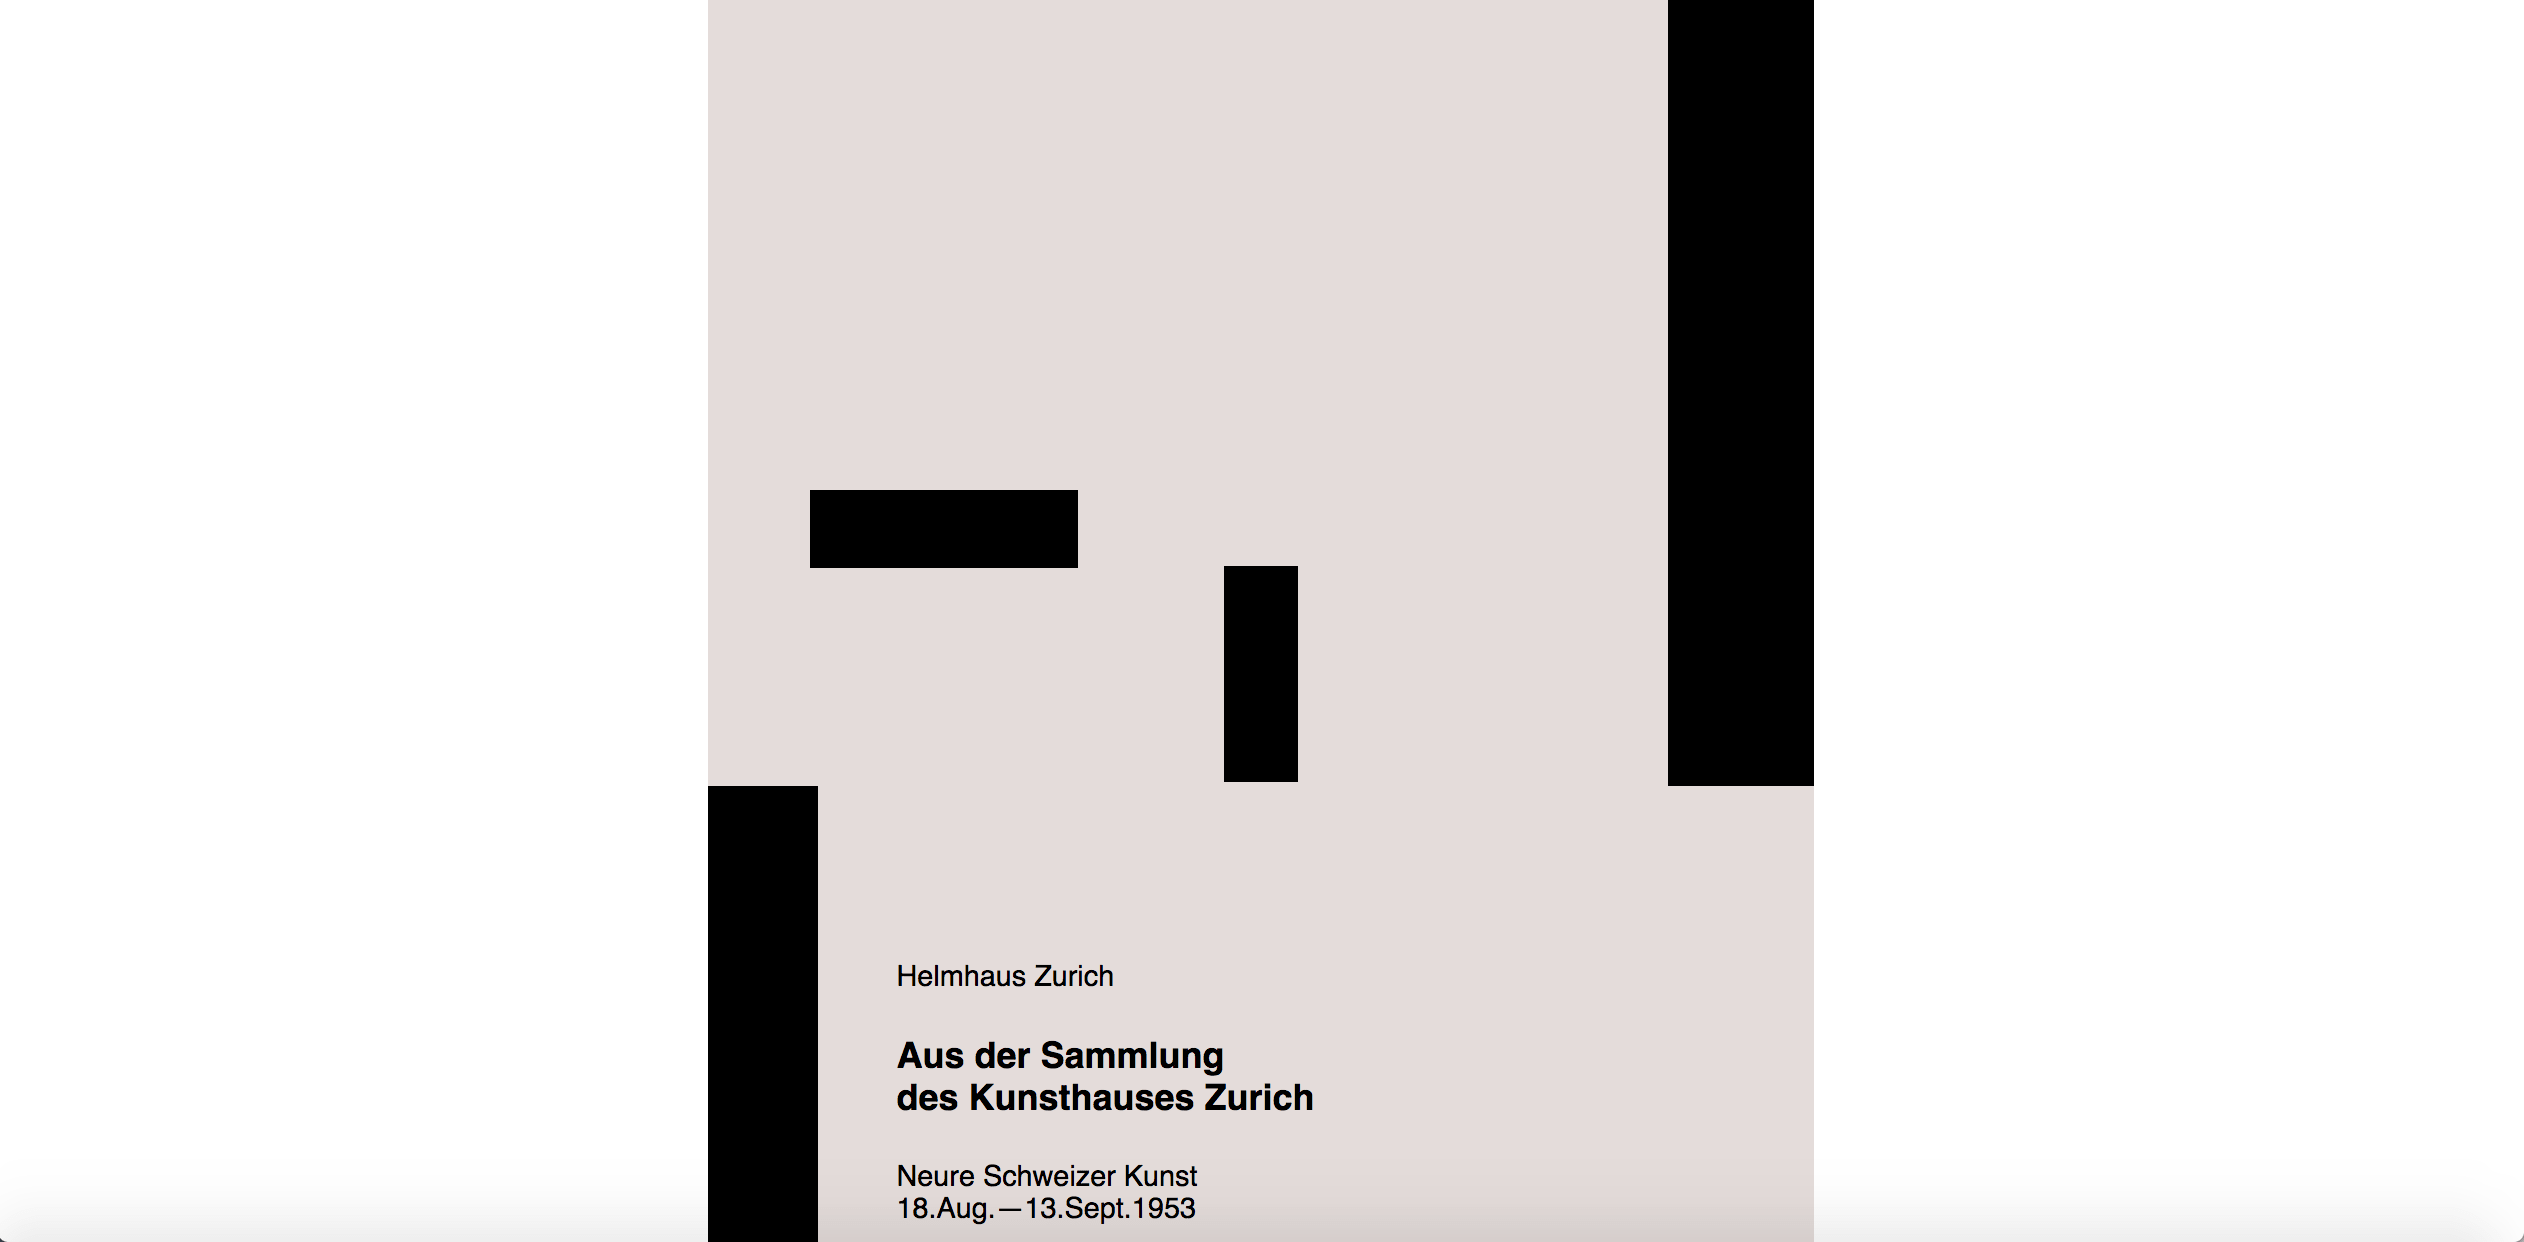 Helmhaus Zurich
Aus der Sammlung
des Kunsthauses Zurich
Neure Schweizer Kunst
18.Aug.—13.Sept.1953